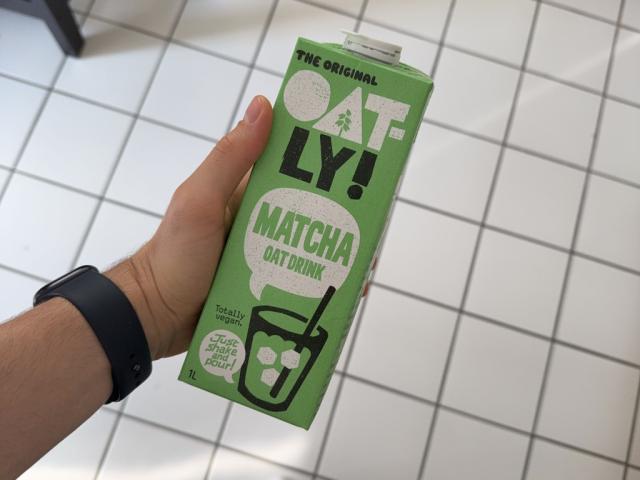 THE ORIGINAL
OAT-
LY!
MATCHA
OAT DRINK
Totally
vegan.
Just
shake
and
pour!
1L